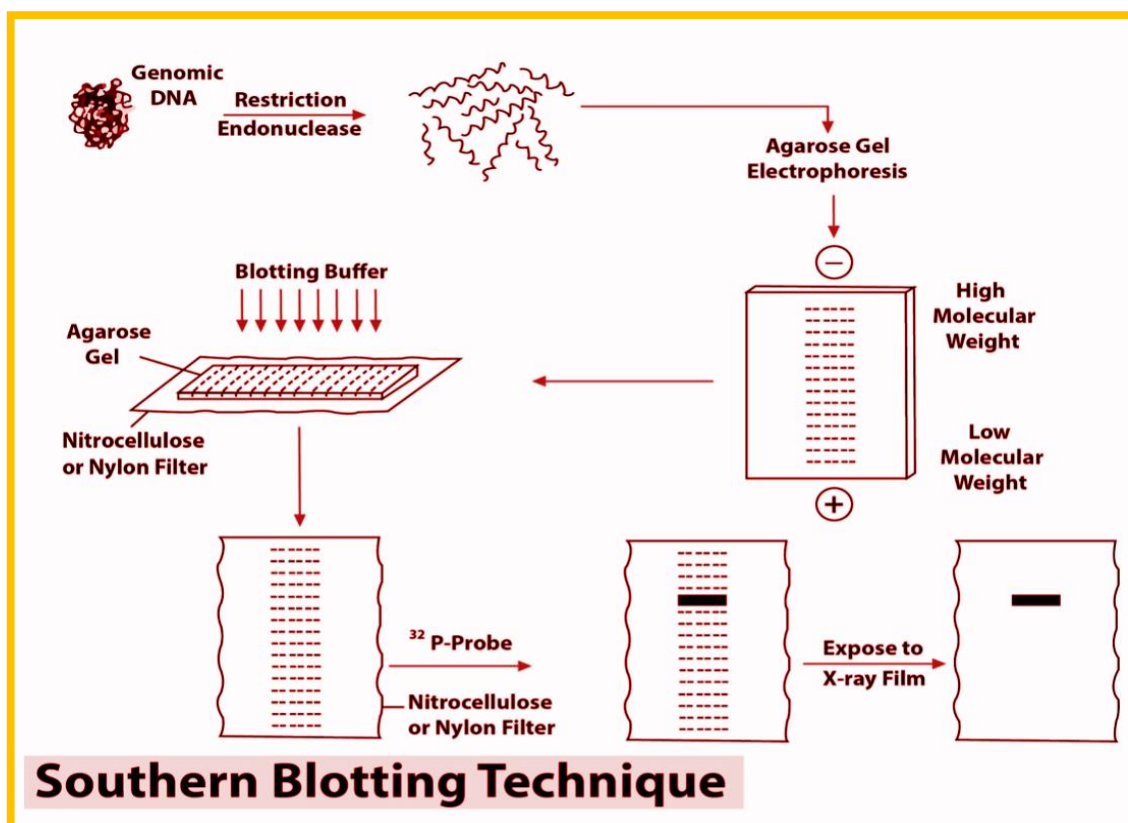 Genomic
DNA
Restriction
Endonuclease
Agarose Gel
Electrophoresis
−
High
Molecular
Weight
Low
Molecular
Weight
+
Blotting Buffer
Agarose
Gel
Nitrocellulose
or Nylon Filter
³² P-Probe
Nitrocellulose
or Nylon Filter
Expose to
X-ray Film
Southern Blotting Technique